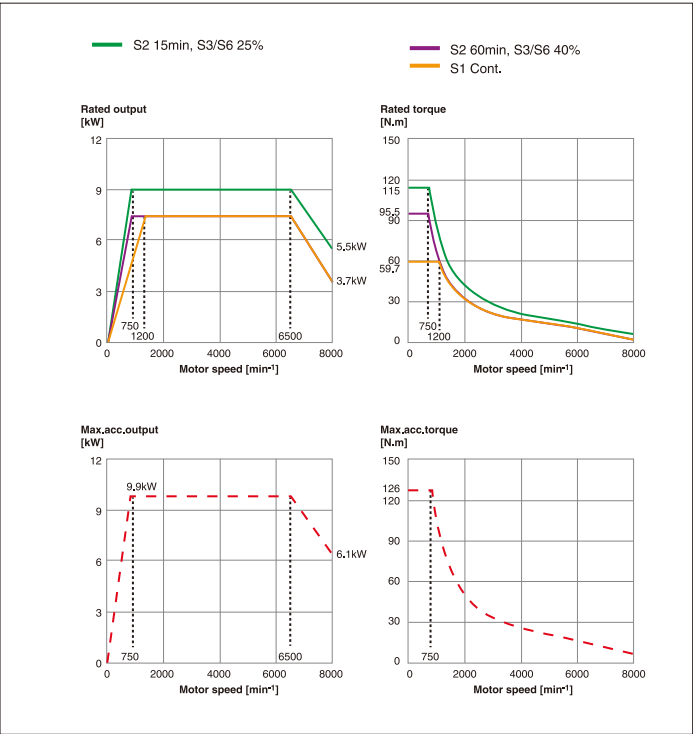 S2 15min, S3/S6 25%
S2 60min, S3/S6 40%
S1 Cont.
Rated output
[kW]
12
9
6
3
0
5,5kW
3.7kW
750
1200
6500
0 2000 4000 6000 8000
Motor speed [min-1]
Rated torque
[N.m]
150
120
115
95,5
90
60
59,7
30
0
750
1200
0 2000 4000 6000 8000
Motor speed [min-1]
Max.acc.output
[kW]
12
9
6
3
0
9.9kW
6.1kW
750
6500
0 2000 4000 6000 8000
Motor speed [min-1]
Max.acc.torque
[N.m]
150
126
120
90
60
30
0
750
0 2000 4000 6000 8000
Motor speed [min-1]